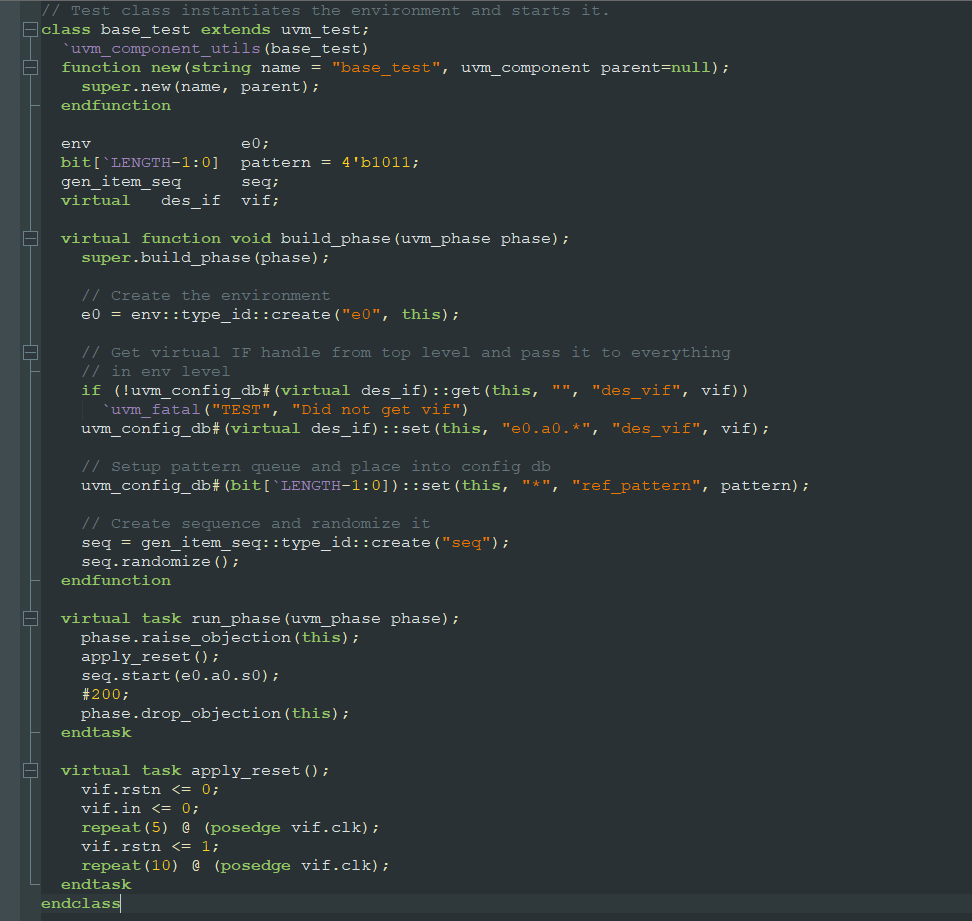 // Test class instantiates the environment and starts it.
class base_test extends uvm_test;
  `uvm_component_utils(base_test)
  function new(string name = "base_test", uvm_component parent=null);
    super.new(name, parent);
  endfunction

  env               e0;
  bit[`LENGTH-1:0]  pattern = 4'b1011;
  gen_item_seq      seq;
  virtual   des_if  vif;

  virtual function void build_phase(uvm_phase phase);
    super.build_phase(phase);

    // Create the environment
    e0 = env::type_id::create("e0", this);

    // Get virtual IF handle from top level and pass it to everything
    // in env level
    if (!uvm_config_db#(virtual des_if)::get(this, "", "des_vif", vif))
      `uvm_fatal("TEST", "Did not get vif")
    uvm_config_db#(virtual des_if)::set(this, "e0.a0.*", "des_vif", vif);

    // Setup pattern queue and place into config db
    uvm_config_db#(bit[`LENGTH-1:0])::set(this, "*", "ref_pattern", pattern);

    // Create sequence and randomize it
    seq = gen_item_seq::type_id::create("seq");
    seq.randomize();
  endfunction

  virtual task run_phase(uvm_phase phase);
    phase.raise_objection(this);
    apply_reset();
    seq.start(e0.a0.s0);
    #200;
    phase.drop_objection(this);
  endtask

  virtual task apply_reset();
    vif.rstn <= 0;
    vif.in <= 0;
    repeat(5) @ (posedge vif.clk);
    vif.rstn <= 1;
    repeat(10) @ (posedge vif.clk);
  endtask
endclass